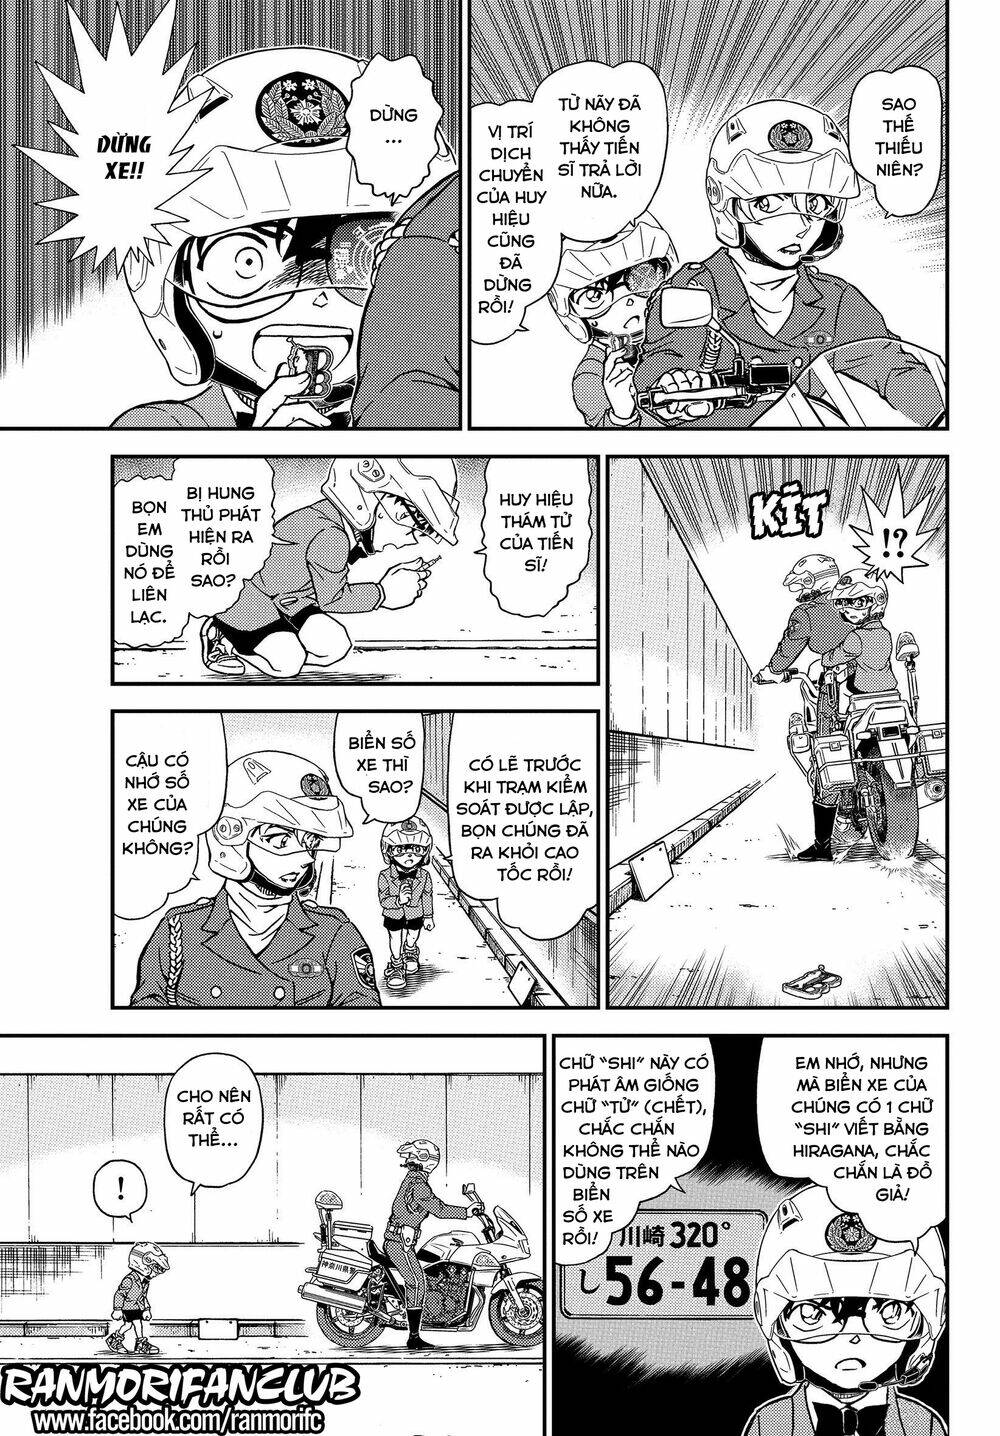 SAO
THẾ
THIẾU
NIÊN?
TỪ NÃY ĐÃ
KHÔNG
THẤY TIẾN
SĨ TRẢ LỜI
NỮA.
VỊ TRÍ
DỊCH
CHUYỂN
CỦA HUY
HIỆU
CŨNG
ĐÃ
DỪNG
RỒI!
DỪNG
...
DỪNG
XE!!
!?
KÍT
HUY HIỆU
THÁM TỬ
CỦA TIẾN
SĨ!
BỊ HUNG
THỦ PHÁT
HIỆN RA
RỒI
SAO?
BỌN
EM
DÙNG
NÓ ĐỂ
LIÊN
LẠC.
CÓ LẼ TRƯỚC
KHI TRẠM KIỂM
SOÁT ĐƯỢC LẬP,
BỌN CHÚNG ĐÃ
RA KHỎI CAO
TỐC RỒI!
BIỂN SỐ
XE THÌ
SAO?
CẬU CÓ
NHỚ SỐ
XE CỦA
CHÚNG
KHÔNG?
EM NHỚ, NHƯNG
MÀ BIỂN XE CỦA
CHÚNG CÓ 1 CHỮ
"SHI" VIẾT BẰNG
HIRAGANA, CHẮC
CHẮN LÀ ĐỒ
GIẢ!
CHỮ "SHI" NÀY CÓ
PHÁT ÂM GIỐNG
CHỮ "TỬ" (CHẾT),
CHẮC CHẮN
KHÔNG THỂ NÀO
DÙNG TRÊN
BIỂN
SỐ XE
RỒI!
川崎 320
し 56-48
CHO NÊN
RẤT CÓ
THỂ...
!
神奈川県警
RANMORIFANCLUB
www.facebook.com/ranmorifc